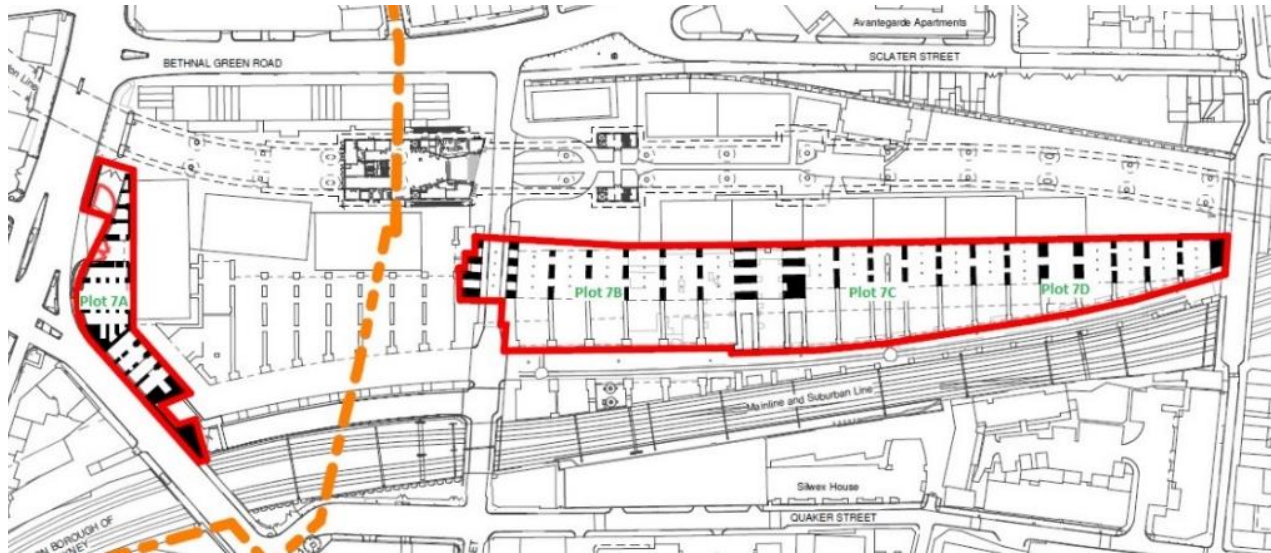 Avantegarde Apartments
BETHNAL GREEN ROAD
SCLATER STREET
Plot 7A
Plot 7B
Plot 7C
Plot 7D
Mainline and Suburban Line
Silwex House
QUAKER STREET
BOROUGH OF